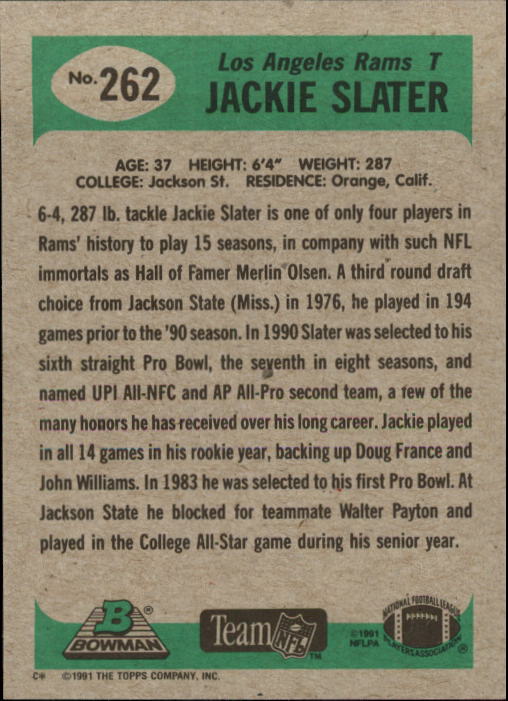 No. 262
Los Angeles Rams T
JACKIE SLATER
AGE: 37 HEIGHT: 6'4" WEIGHT: 287
COLLEGE: Jackson St. RESIDENCE: Orange, Calif.
6-4, 287 lb. tackle Jackie Slater is one of only four players in
Rams' history to play 15 seasons, in company with such NFL
immortals as Hall of Famer Merlin Olsen. A third round draft
choice from Jackson State (Miss.) in 1976, he played in 194
games prior to the '90 season. In 1990 Slater was selected to his
sixth straight Pro Bowl, the seventh in eight seasons, and
named UPI All-NFC and AP All-Pro second team, a few of the
many honors he has received over his long career. Jackie played
in all 14 games in his rookie year, backing up Doug France and
John Williams. In 1983 he was selected to his first Pro Bowl. At
Jackson State he blocked for teammate Walter Payton and
played in the College All-Star game during his senior year.
B ®
BOWMAN
Team NFL ™
©1991
NFLPA
NATIONAL FOOTBALL LEAGUE
PLAYERS ASSOCIATION ®
C* ©1991 THE TOPPS COMPANY, INC.